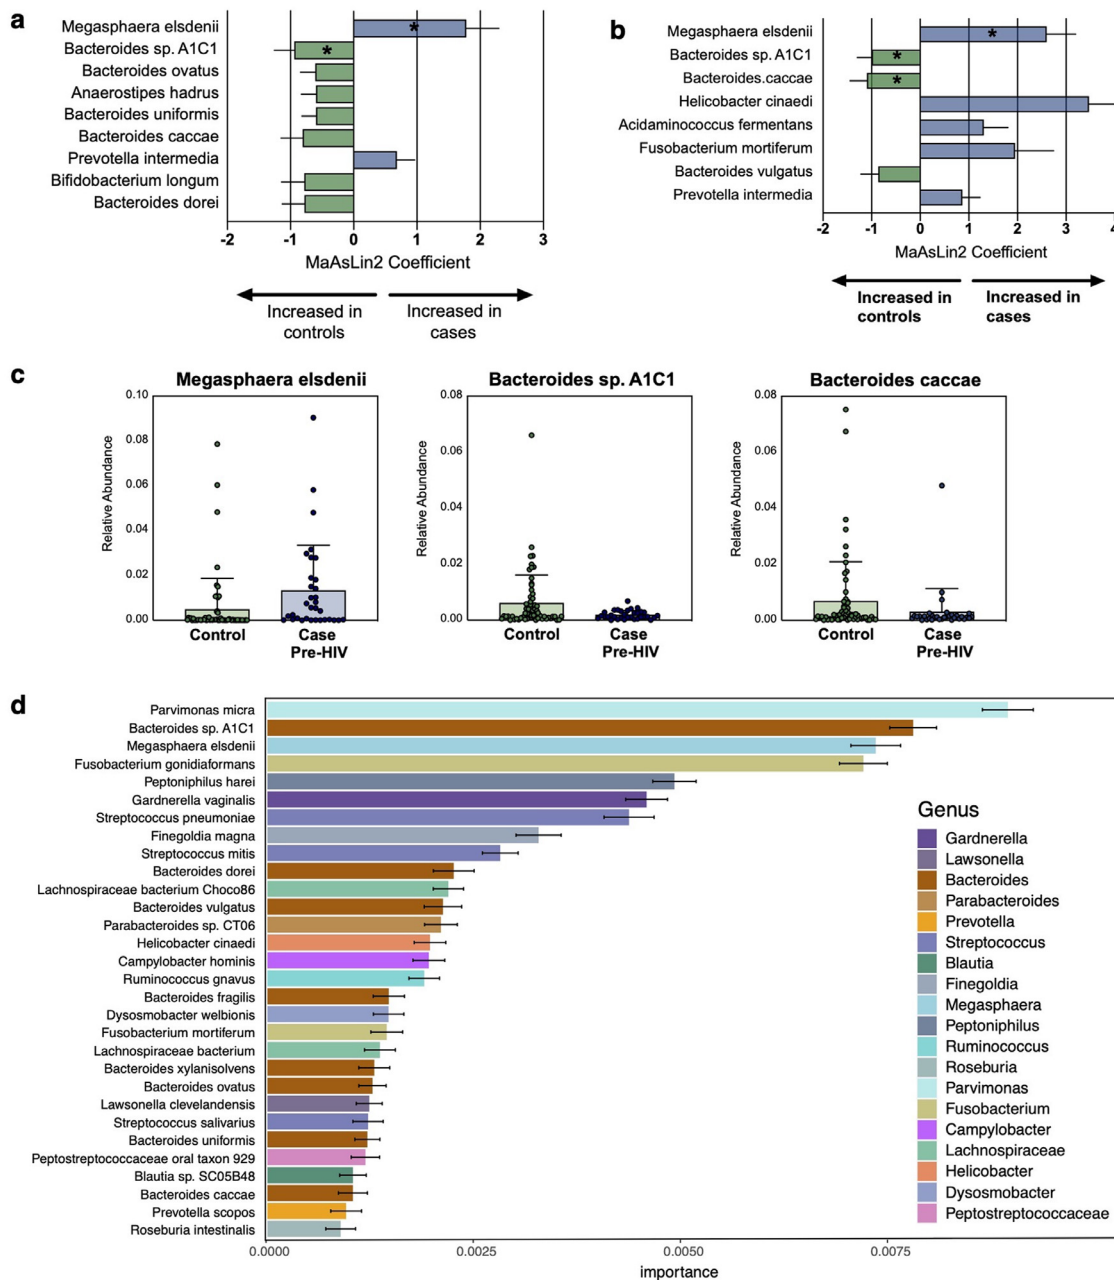 a
Megasphaera elsdenii
*
Bacteroides sp. A1C1
*
Bacteroides ovatus
Anaerostipes hadrus
Bacteroides uniformis
Bacteroides caccae
Prevotella intermedia
Bifidobacterium longum
Bacteroides dorei
-2 -1 0 1 2 3
MaAsLin2 Coefficient
Increased in
controls
Increased in
cases
b
Megasphaera elsdenii
*
Bacteroides sp. A1C1
*
Bacteroides.caccae
*
Helicobacter cinaedi
Acidaminococcus fermentans
Fusobacterium mortiferum
Bacteroides vulgatus
Prevotella intermedia
-2 -1 0 1 2 3 4
MaAsLin2 Coefficient
Increased in
controls
Increased in
cases
c
Megasphaera elsdenii
Relative Abundance
0.10
0.08
0.06
0.04
0.02
0.00
Control
Case
Pre-HIV
Bacteroides sp. A1C1
Relative Abundance
0.08
0.06
0.04
0.02
0.00
Control
Case
Pre-HIV
Bacteroides caccae
Relative Abundance
0.08
0.06
0.04
0.02
0.00
Control
Case
Pre-HIV
d
Parvimonas micra
Bacteroides sp. A1C1
Megasphaera elsdenii
Fusobacterium gonidiaformans
Peptoniphilus harei
Gardnerella vaginalis
Streptococcus pneumoniae
Finegoldia magna
Streptococcus mitis
Bacteroides dorei
Lachnospiraceae bacterium Choco86
Bacteroides vulgatus
Parabacteroides sp. CT06
Helicobacter cinaedi
Campylobacter hominis
Ruminococcus gnavus
Bacteroides fragilis
Dysosmobacter welbionis
Fusobacterium mortiferum
Lachnospiraceae bacterium
Bacteroides xylanisolvens
Bacteroides ovatus
Lawsonella clevelandensis
Streptococcus salivarius
Bacteroides uniformis
Peptostreptococcaceae oral taxon 929
Blautia sp. SC05B48
Bacteroides caccae
Prevotella scopos
Roseburia intestinalis
0.0000 0.0025 0.0050 0.0075
importance
Genus
Gardnerella
Lawsonella
Bacteroides
Parabacteroides
Prevotella
Streptococcus
Blautia
Finegoldia
Megasphaera
Peptoniphilus
Ruminococcus
Roseburia
Parvimonas
Fusobacterium
Campylobacter
Lachnospiraceae
Helicobacter
Dysosmobacter
Peptostreptococcaceae